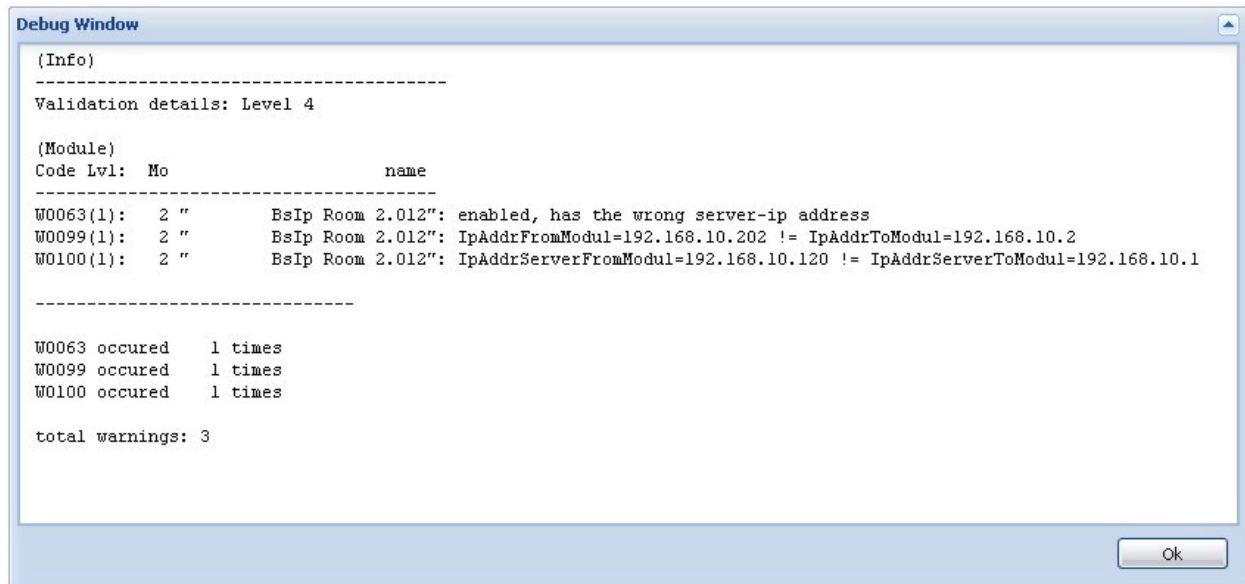 Debug Window
(Info)
-----------------------------------------
Validation details: Level 4
(Module)
Code Lvl:  Mo                   name
----------------------------------------
W0063(1):   2 "       BsIp Room 2.012": enabled, has the wrong server-ip address
W0099(1):   2 "       BsIp Room 2.012": IpAddrFromModul=192.168.10.202 != IpAddrToModul=192.168.10.2
W0100(1):   2 "       BsIp Room 2.012": IpAddrServerFromModul=192.168.10.120 != IpAddrServerToModul=192.168.10.1
-------------------------------
W0063 occured    1 times
W0099 occured    1 times
W0100 occured    1 times
total warnings: 3
Ok